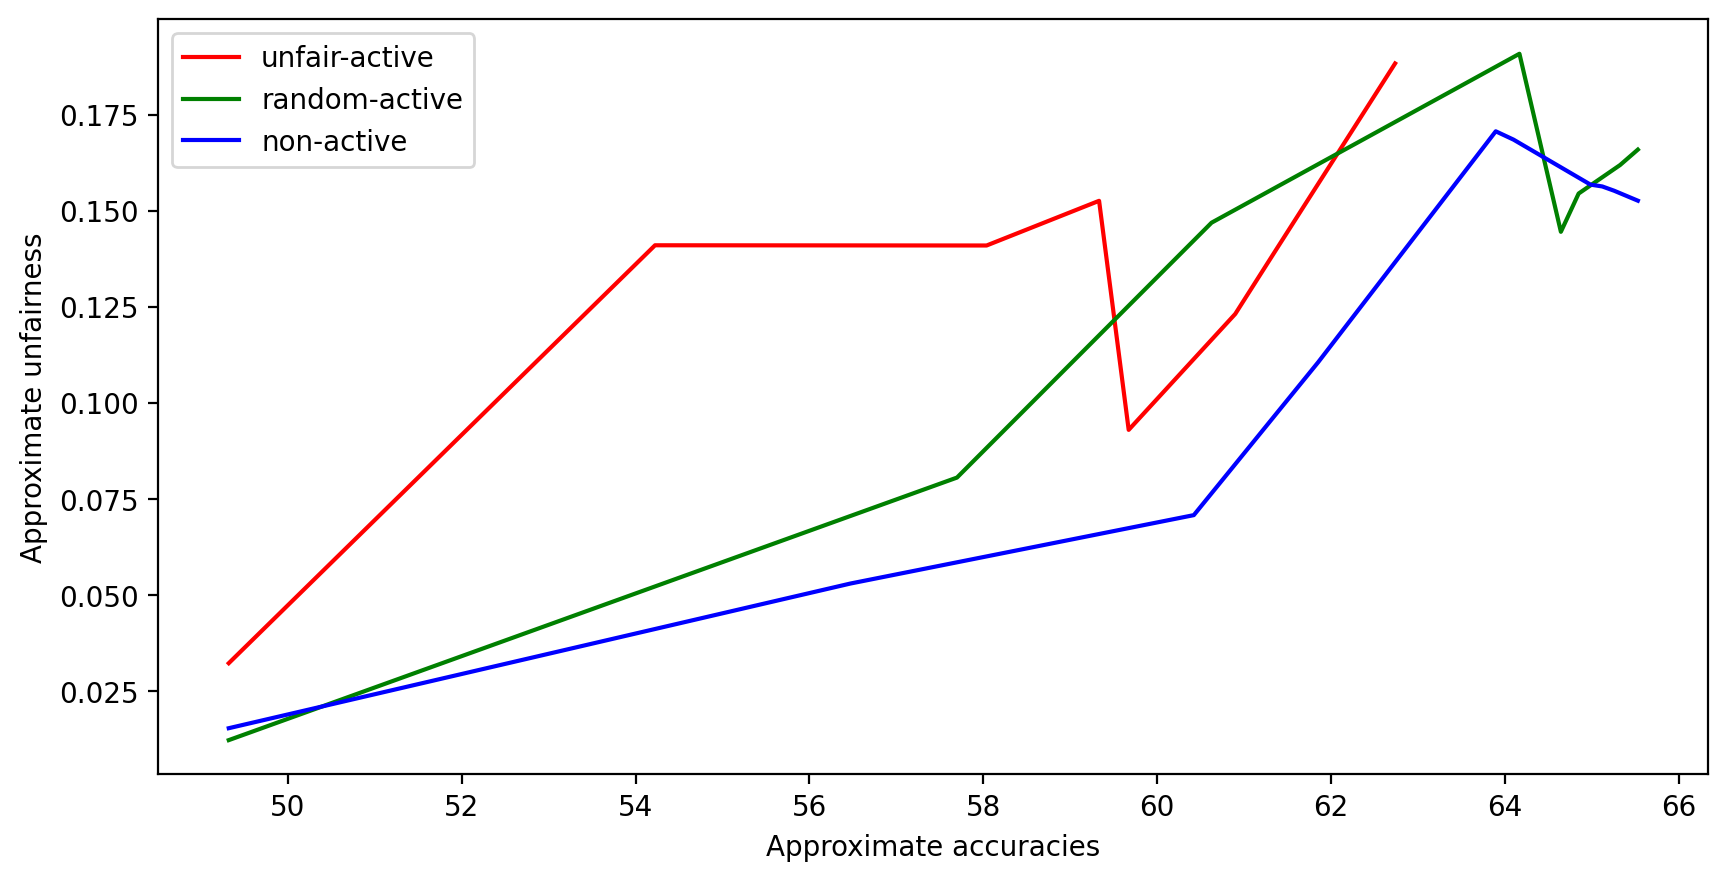 unfair-active
random-active
non-active
Approximate unfairness
0.175
0.150
0.125
0.100
0.075
0.050
0.025
50 52 54 56 58 60 62 64 66
Approximate accuracies